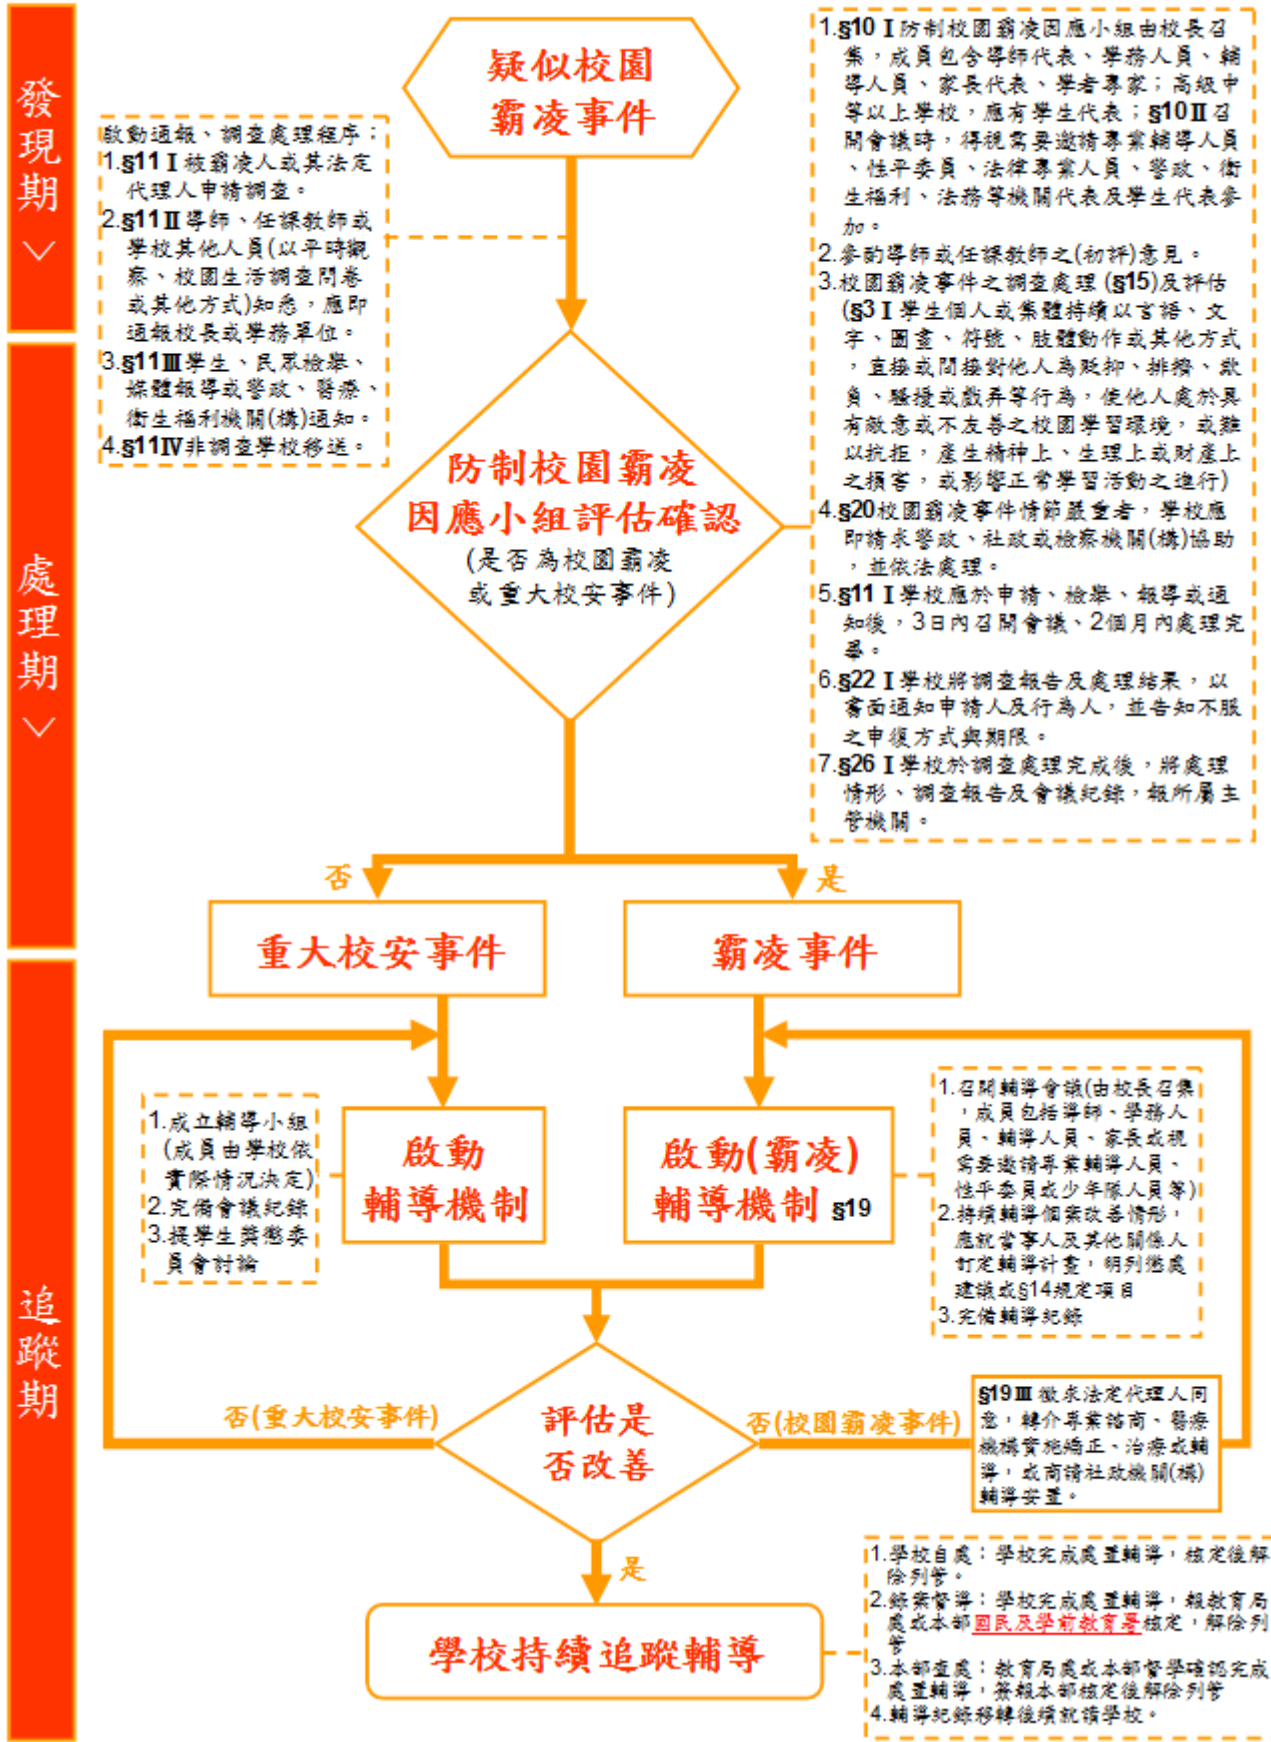 發現期
疑似校園
霸凌事件
啟動通報、調查處理程序；
1.§11Ⅰ被霸凌人或其法定
代理人申請調查。
2.§11Ⅱ導師、任課教師或
學校其他人員(以平時觀
察、校園生活調查問卷
或其他方式)知悉，應即
通報校長或學務單位。
3.§11Ⅲ學生、民眾檢舉、
媒體報導或警政、醫療、
衛生福利機關(構)通知。
4.§11Ⅳ非調查學校移送。
1.§10Ⅰ防制校園霸凌因應小組由校長召
集，成員包含導師代表、學務人員、輔
導人員、家長代表、學者專家；高級中
等以上學校，應有學生代表；§10Ⅱ召
開會議時，得視需要邀請專業輔導人員
、性平委員、法律專業人員、警政、衛
生福利、法務等機關代表及學生代表參
加。
2.參酌導師或任課教師之(初評)意見。
3.校園霸凌事件之調查處理(§15)及評估
(§3Ⅰ學生個人或集體持續以言語、文
字、圖畫、符號、肢體動作或其他方式
，直接或間接對他人為貶抑、排擠、欺
負、騷擾或戲弄等行為，使他人處於具
有敵意或不友善之校園學習環境，或難
以抗拒，產生精神上、生理上或財產上
之損害，或影響正常學習活動之進行)
4.§20校園霸凌事件情節嚴重者，學校應
即請求警政、社政或檢察機關(構)協助
，並依法處理。
5.§11Ⅰ學校應於申請、檢舉、報導或通
知後，3日內召開會議、2個月內處理完
畢。
6.§22Ⅰ學校將調查報告及處理結果，以
書面通知申請人及行為人，並告知不服
之申復方式與期限。
7.§26Ⅰ學校於調查處理完成後，將處理
情形、調查報告及會議紀錄，報所屬主
管機關。
處理期
防制校園霸凌
因應小組評估確認
(是否為校園霸凌
或重大校安事件)
否
是
重大校安事件
霸凌事件
追蹤期
1.成立輔導小組
(成員由學校依
實際情況決定)
2.完備會議紀錄
3.提學生獎懲委
員會討論
啟動
輔導機制
啟動(霸凌)
輔導機制 §19
1.召開輔導會議(由校長召集
，成員包括導師、學務人
員、輔導人員、家長或視
需要邀請專業輔導人員、
性平委員或少年隊人員等)
2.持續輔導個案改善情形，
應就當事人及其他關係人
訂定輔導計畫，明列懲處
建議或§14規定項目
3.完備輔導紀錄
否(重大校安事件)
評估是
否改善
否(校園霸凌事件)
§19Ⅲ 徵求法定代理人同
意，轉介專業諮商、醫療
機構實施矯正、治療或輔
導，或商請社政機關(構)
輔導安置。
是
學校持續追蹤輔導
1.學校自處：學校完成處置輔導，核定後解
除列管。
2.錄案督導：學校完成處置輔導，報教育局
處或本部國民及學前教育署核定，解除列
管
3.本部查處：教育局處或本部督學確認完成
處置輔導，簽報本部核定後解除列管
4.輔導紀錄移轉後續就讀學校。